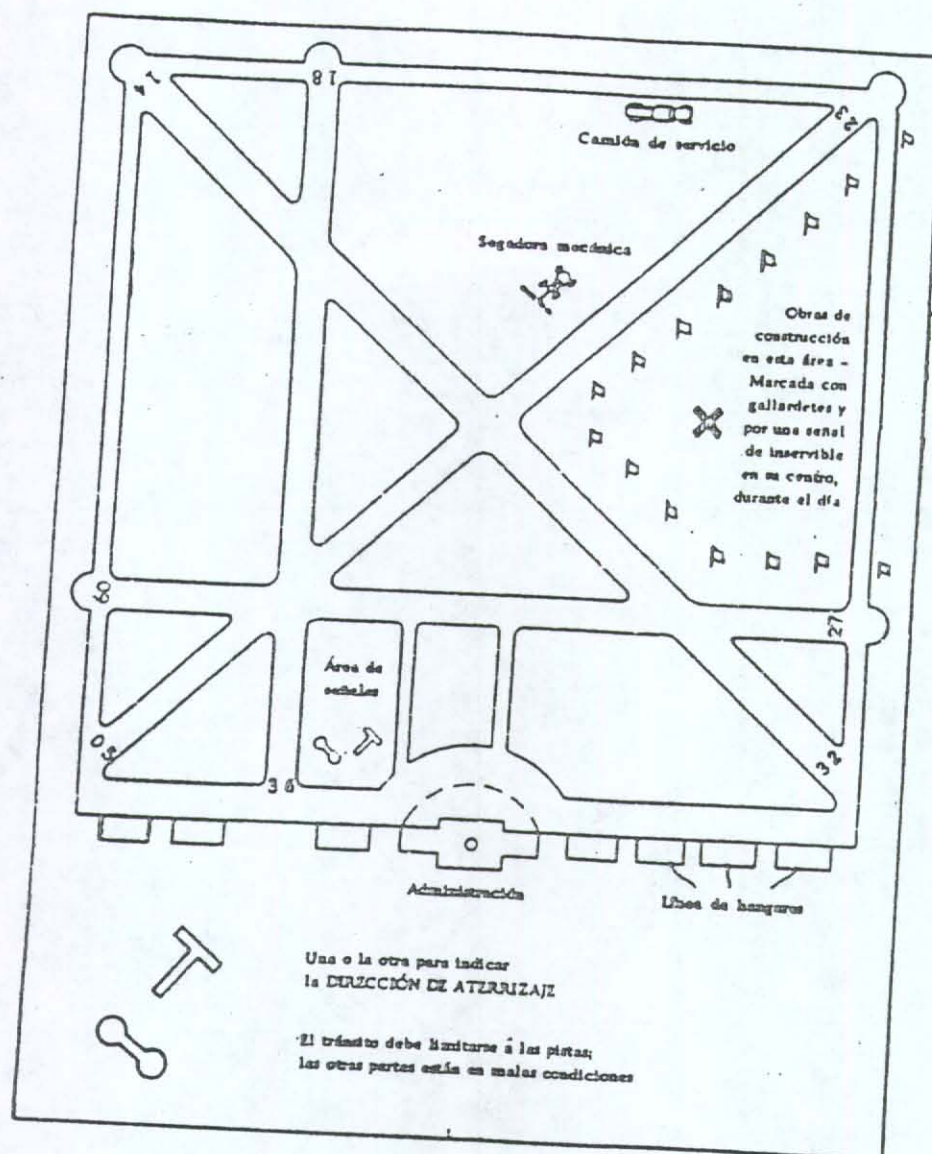 14
18
23
Camión de servicio
Segadora mecánica
Obras de
construcción
en esta área -
Marcada con
gallardetes y
por una señal
de inservible
en su centro,
durante el día
09
27
Área de
señales
05
36
32
Administración
Línea de hangares
Una o la otra para indicar
la DIRECCIÓN DE ATERRIZAJE
El tránsito debe limitarse a las pistas;
las otras partes están en malas condiciones